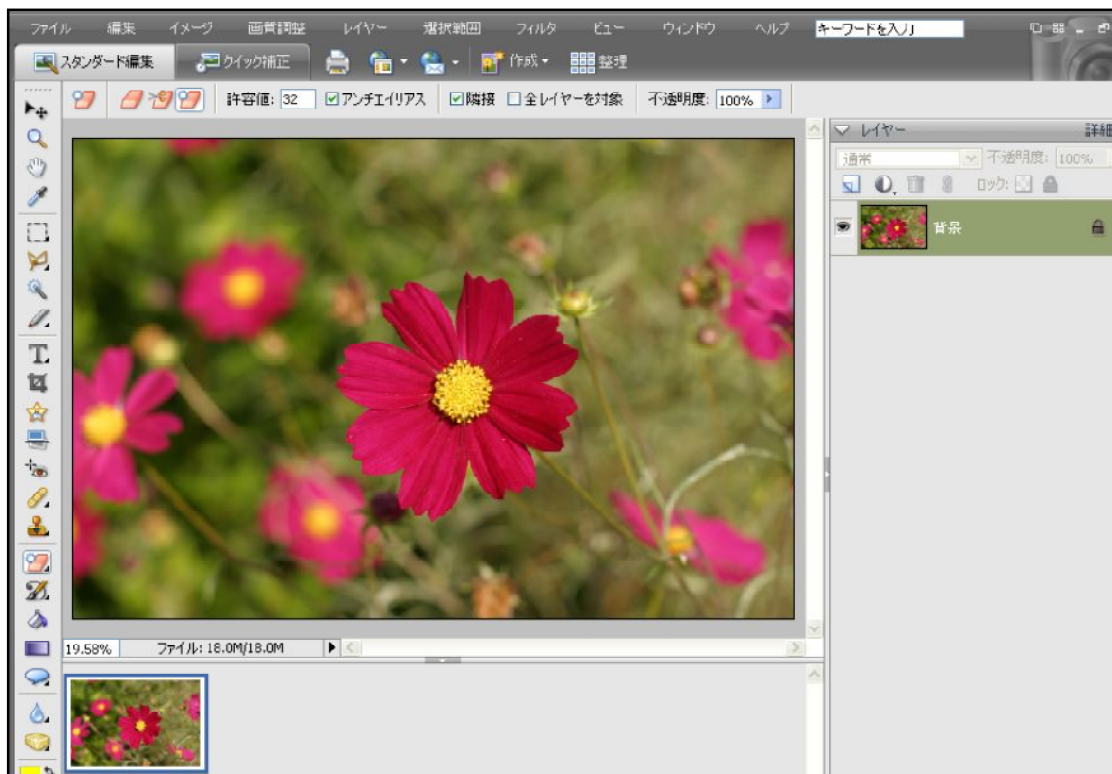 ファイル 編集 イメージ 画質調整 レイヤー 選択範囲 フィルタ ビュー ウィンドウ ヘルプ キーワードを入力
スタンダード編集 クイック補正 作成 整理
許容値: 32 アンチエイリアス 隣接 全レイヤーを対象 不透明度: 100%
レイヤー 詳細
通常 不透明度: 100%
ロック:
背景
T
19.58% ファイル: 18.0M/18.0M